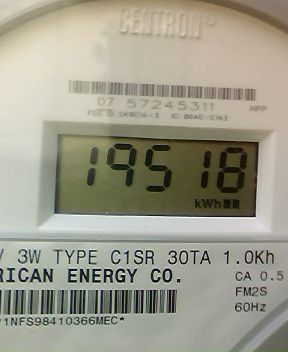 CENTRON®
07 57245311
19518
kWh
V 3W TYPE C1SR 30TA 1.0Kh
RICAN ENERGY CO.
CA 0.5
FM2S
60Hz
*1NFS98410366MEC*